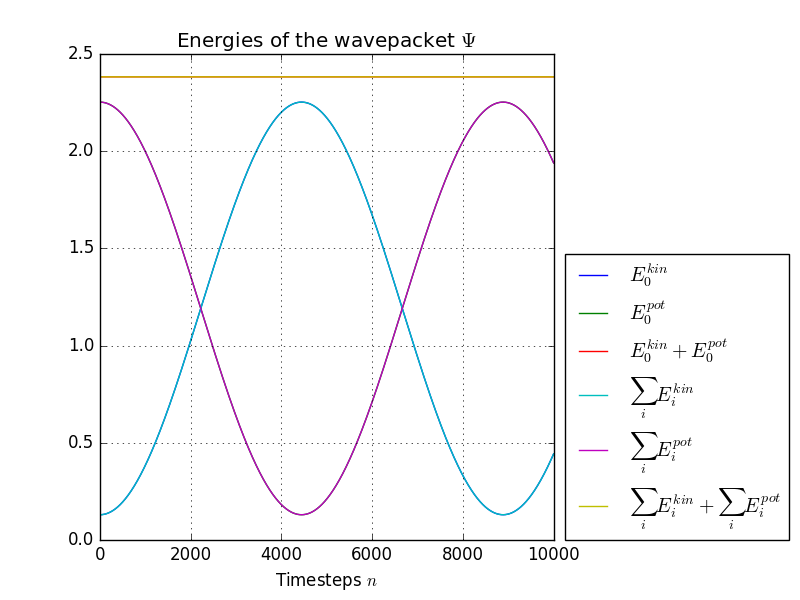 Energies of the wavepacket Ψ
2.5
2.0
1.5
1.0
0.5
0.0
0 2000 4000 6000 8000 10000
Timesteps n
E_0^{kin}
E_0^{pot}
E_0^{kin} + E_0^{pot}
∑_i E_i^{kin}
∑_i E_i^{pot}
∑_i E_i^{kin} + ∑_i E_i^{pot}